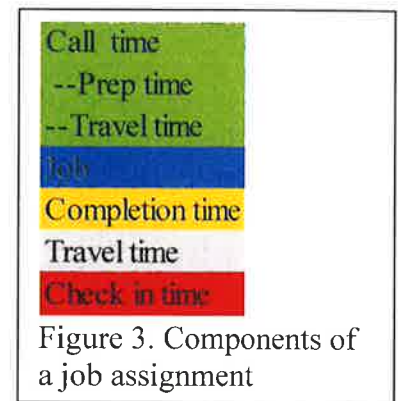 Call time
--Prep time
--Travel time
Job
Completion time
Travel time
Check in time
Figure 3. Components of
a job assignment